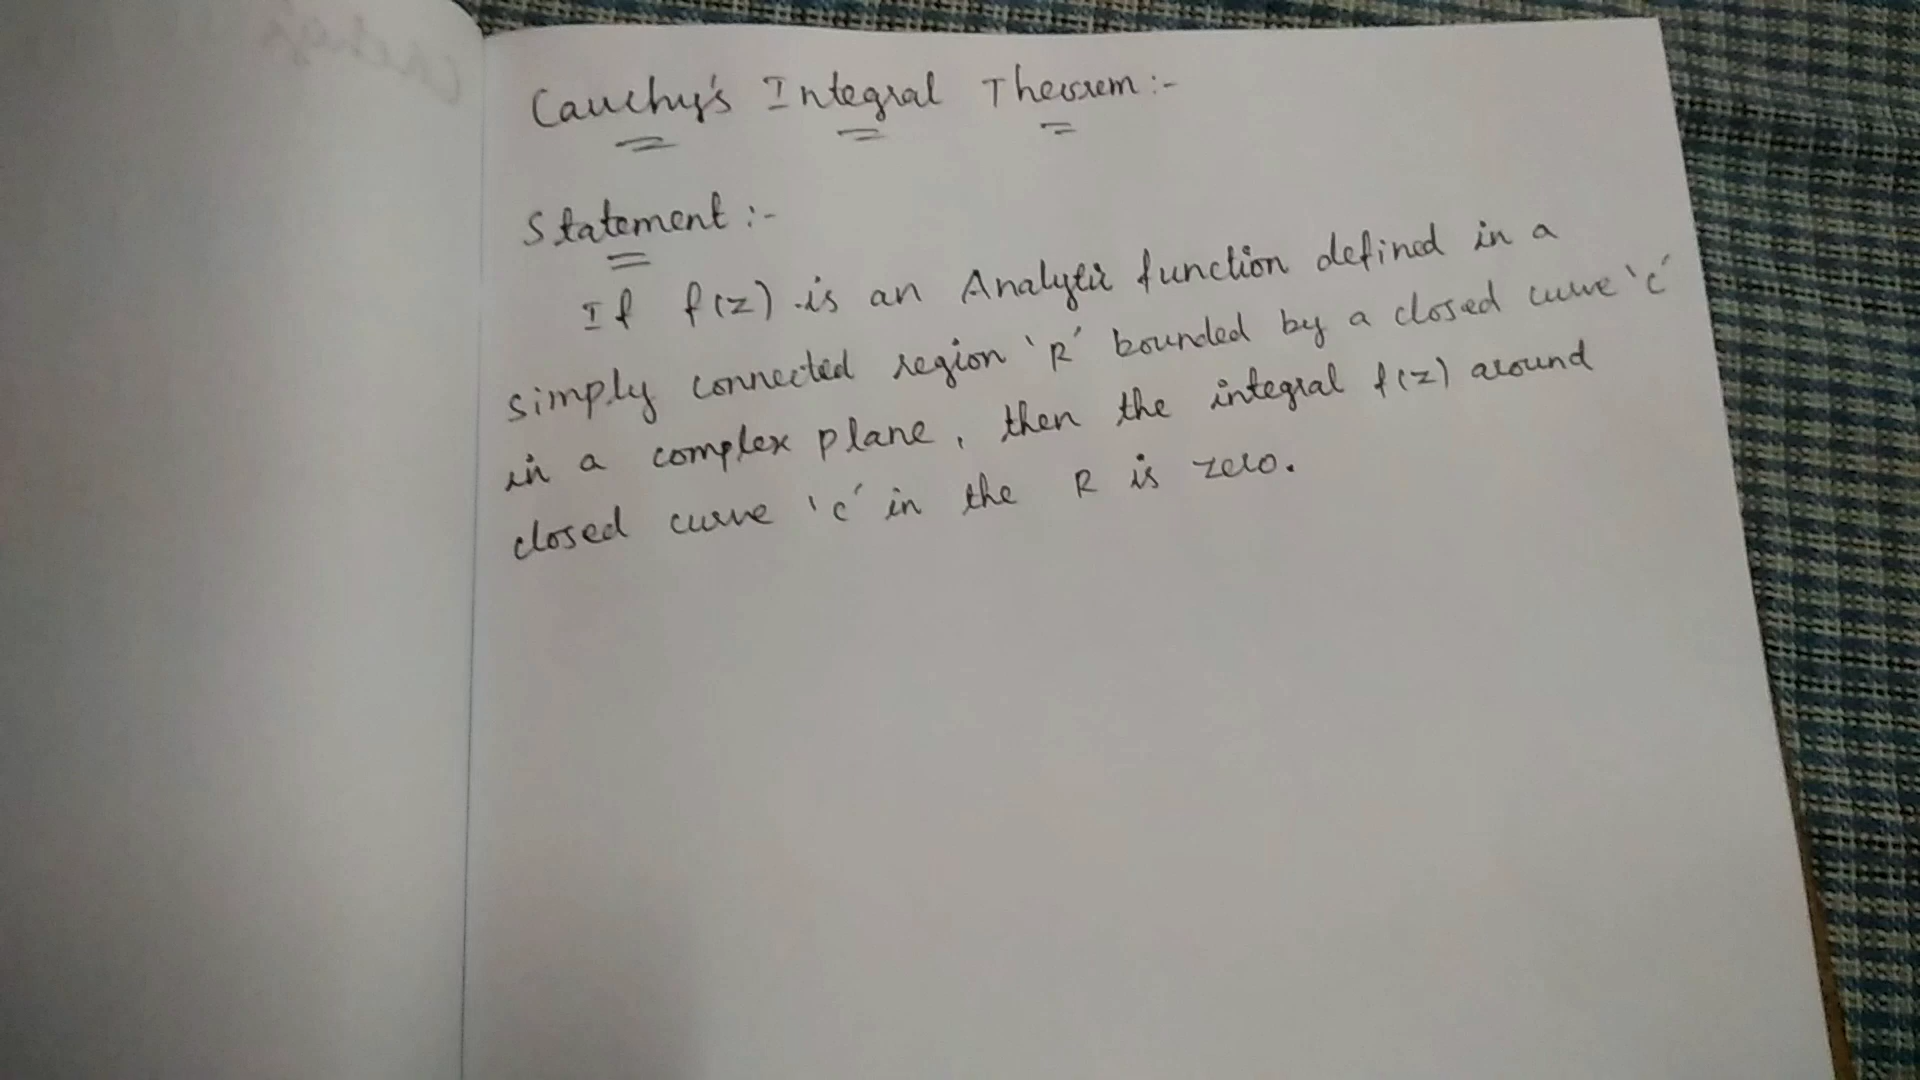 Cauchy's Integral Theorem :-
Statement :-
If f(z) is an Analytic function defined in a
simply connected region 'R' bounded by a closed curve 'c'
in a complex plane, then the integral f(z) around
closed curve 'c' in the R is zero.